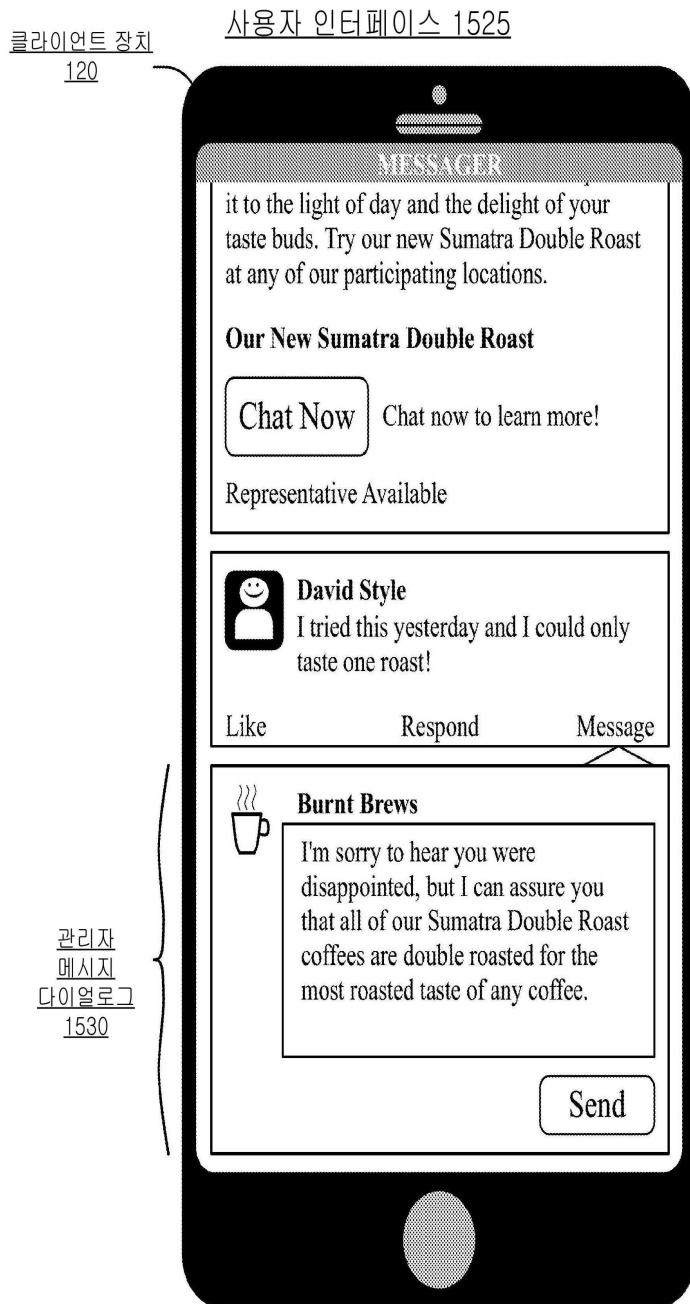 사용자 인터페이스 1525
클라이언트 장치
120
MESSAGER
it to the light of day and the delight of your
taste buds. Try our new Sumatra Double Roast
at any of our participating locations.
Our New Sumatra Double Roast
Chat Now
Chat now to learn more!
Representative Available
David Style
I tried this yesterday and I could only
taste one roast!
Like Respond Message
Burnt Brews
I'm sorry to hear you were
disappointed, but I can assure you
that all of our Sumatra Double Roast
coffees are double roasted for the
most roasted taste of any coffee.
Send
관리자
메시지
다이얼로그
1530